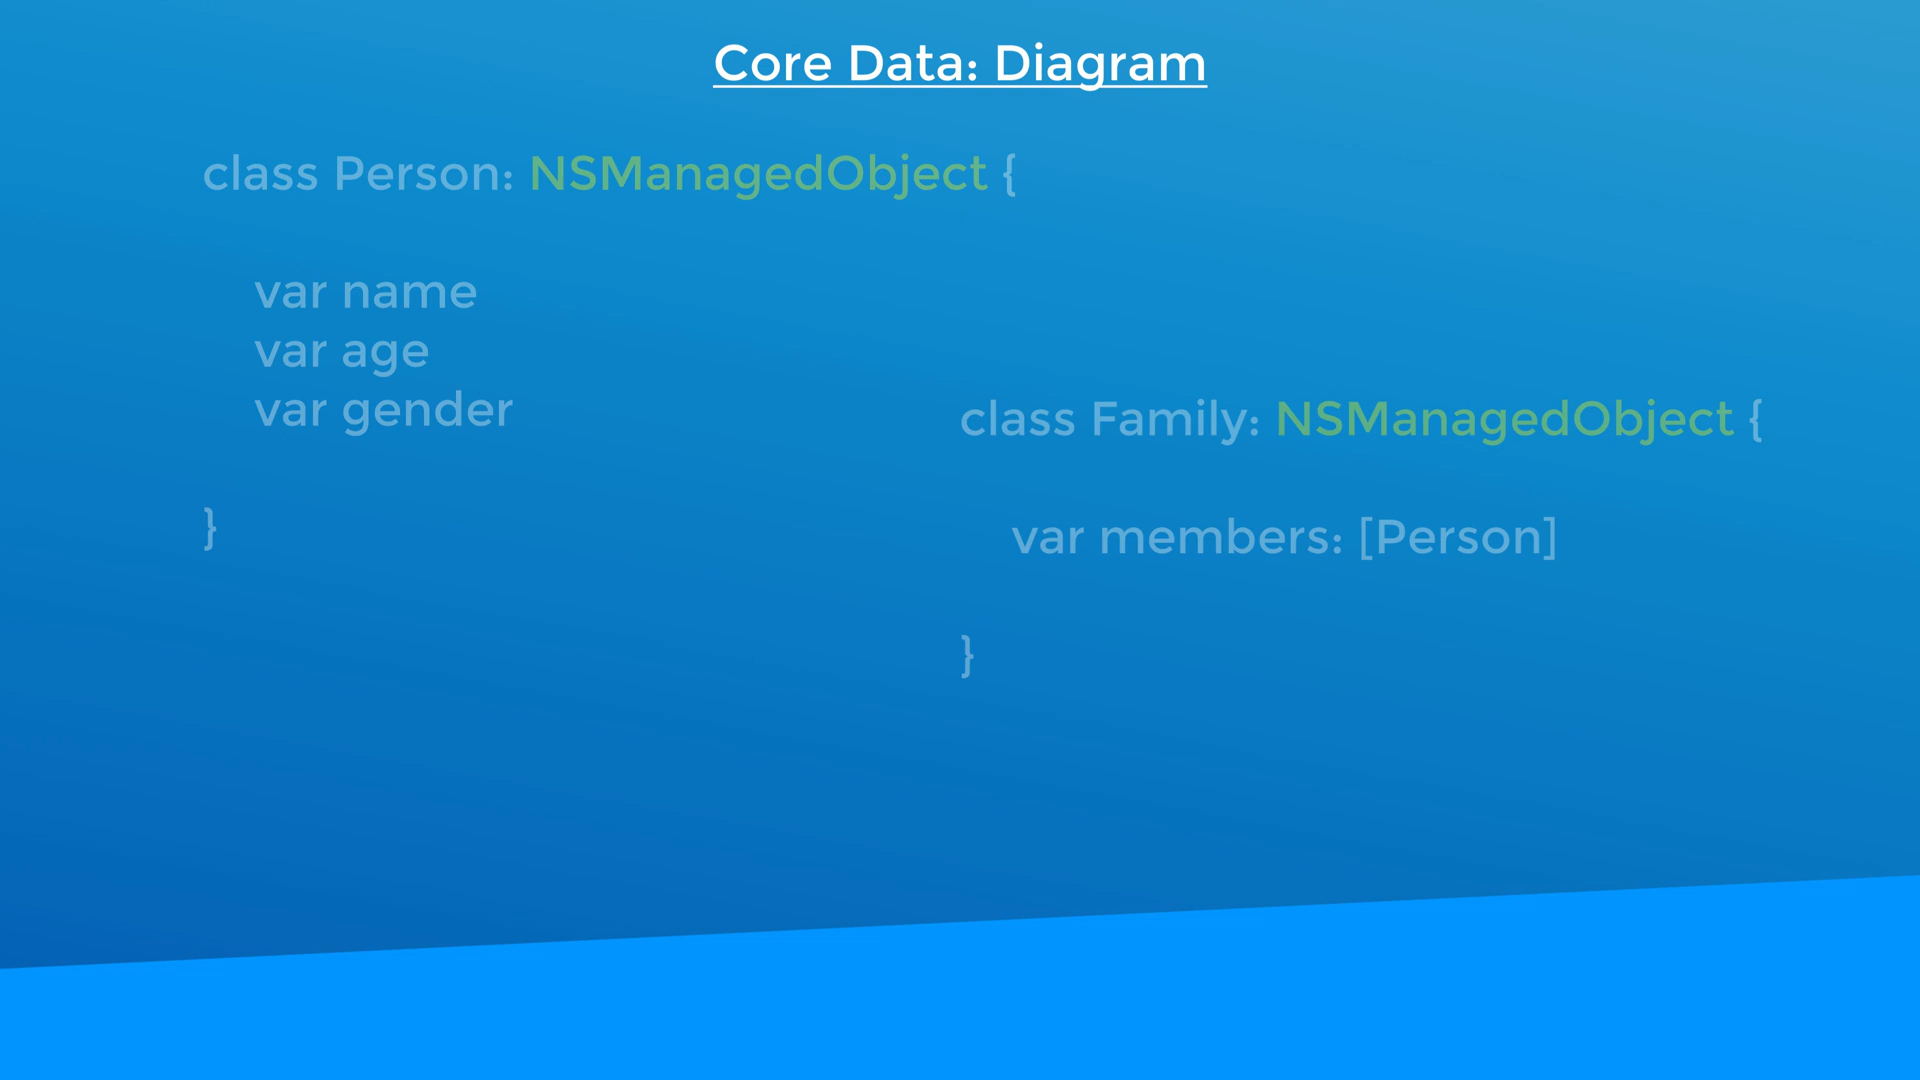 Core Data: Diagram
class Person: NSManagedObject {
var name
var age
var gender
}
class Family: NSManagedObject {
var members: [Person]
}